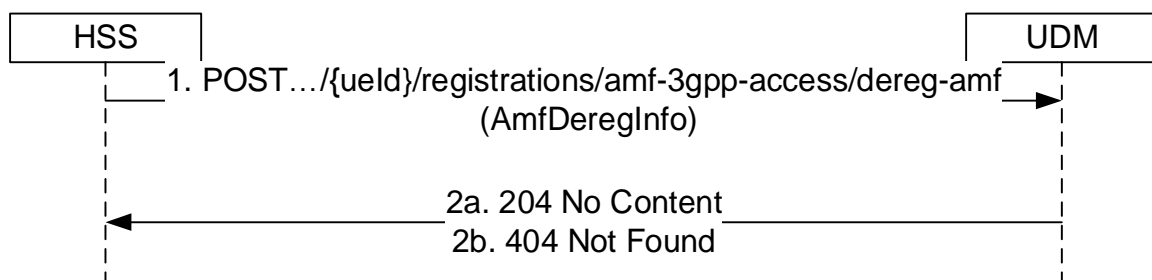 HSS
UDM
1. POST…/{ueId}/registrations/amf-3gpp-access/dereg-amf
(AmfDeregInfo)
2a. 204 No Content
2b. 404 Not Found